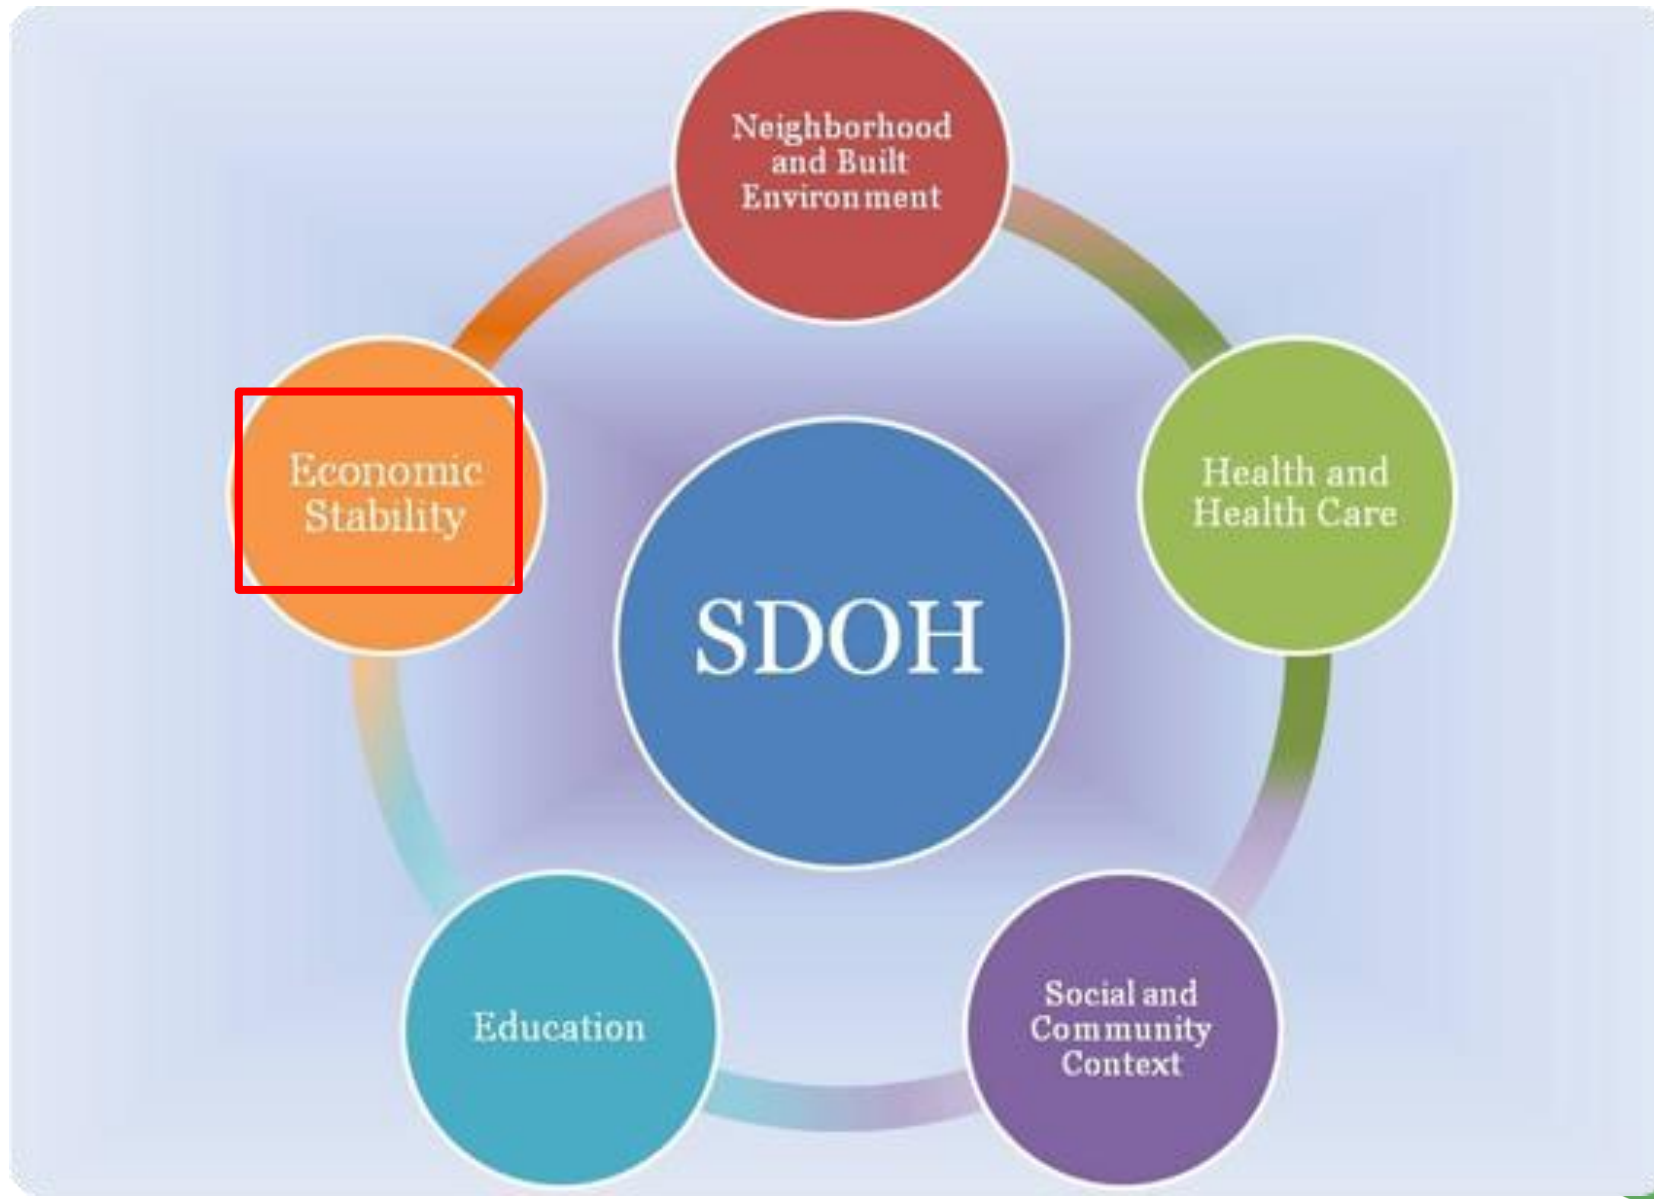 Neighborhood
and Built
Environment
Economic
Stability
Health and
Health Care
SDOH
Education
Social and
Community
Context